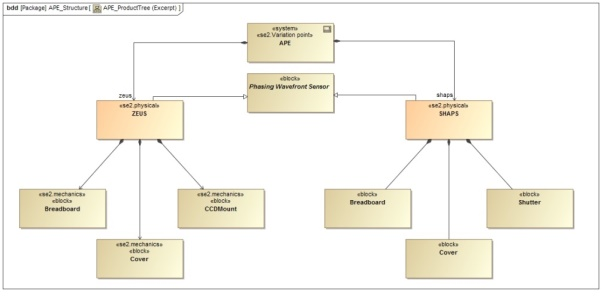 bdd [Package] APE_Structure [ APE_ProductTree (Excerpt) ]
«system»
«se2.Variation point»
APE
«block»
Phasing Wavefront Sensor
zeus
shaps
«se2.physical»
ZEUS
«se2.physical»
SHAPS
«se2.mechanics»
«block»
Breadboard
«se2.mechanics»
«block»
CCDMount
«se2.mechanics»
«block»
Cover
«block»
Breadboard
«block»
Shutter
«block»
Cover